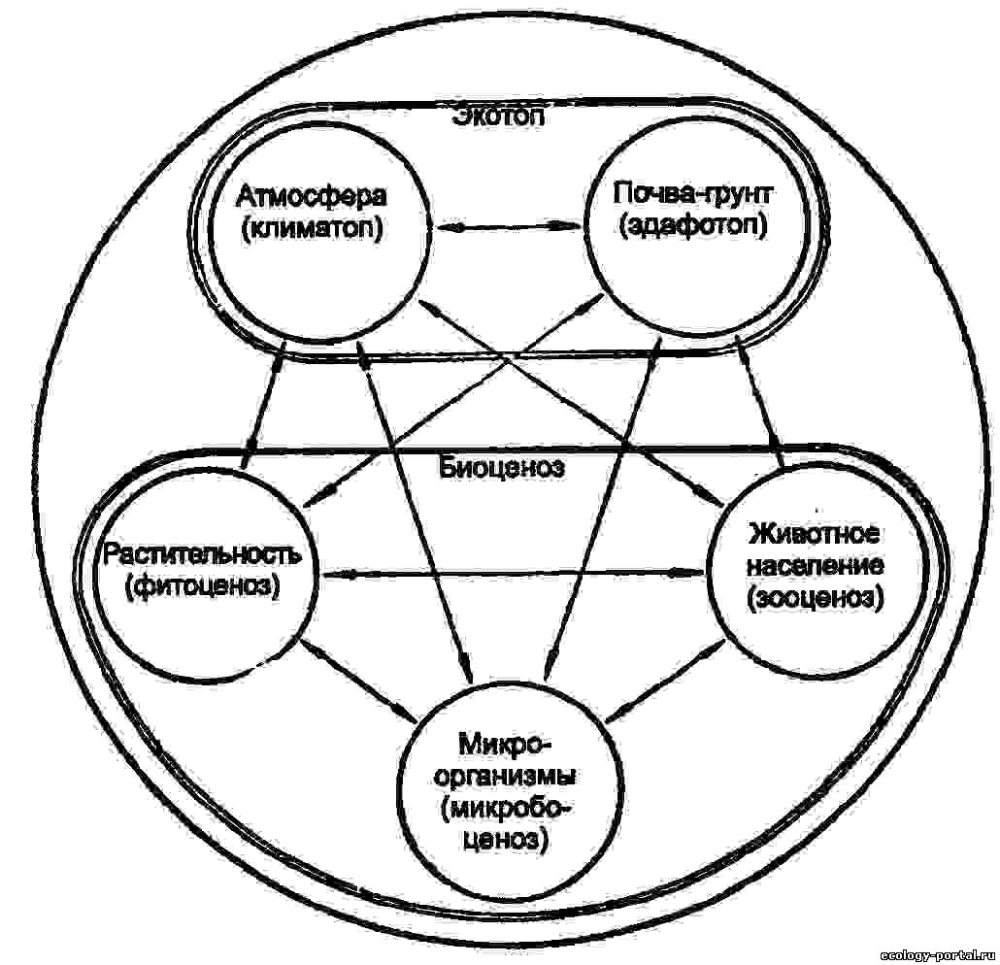 Экотоп
Атмосфера
(климатоп)
Почва-грунт
(эдафотоп)
Биоценоз
Растительность
(фитоценоз)
Животное
население
(зооценоз)
Микро-
организмы
(микробо-
ценоз)
ecology-portal.ru